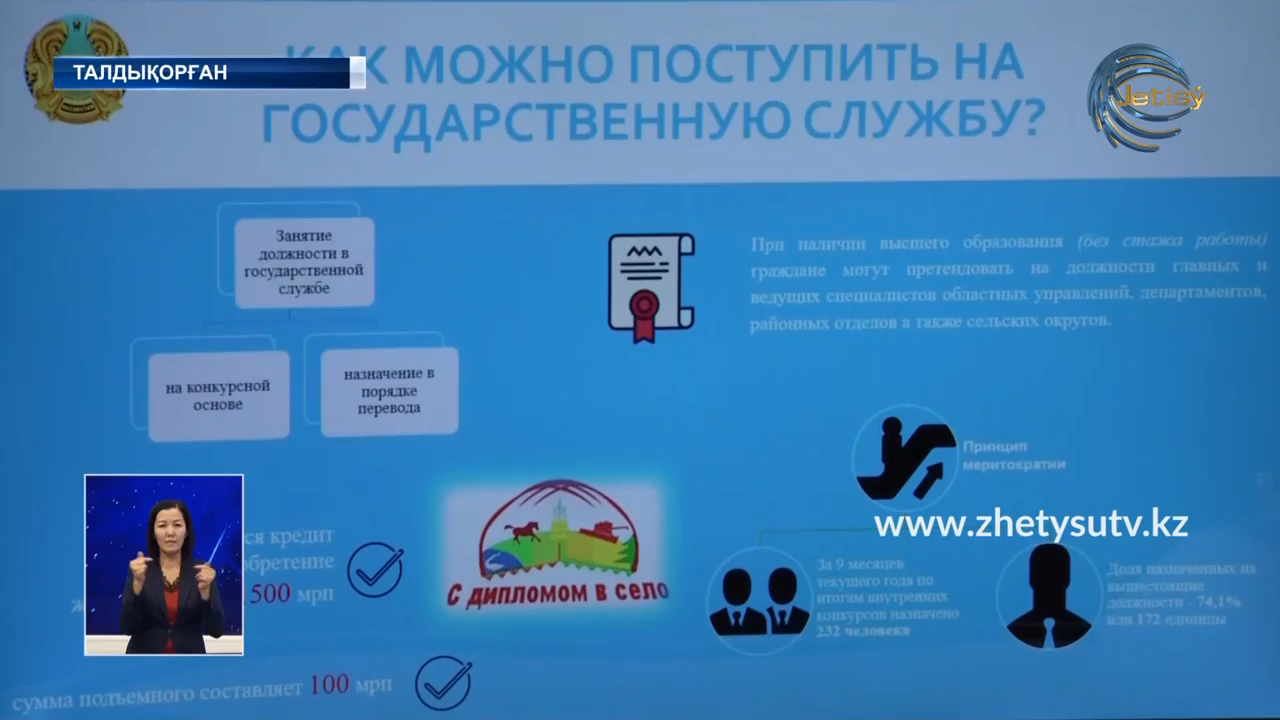 ТАЛДЫҚОРҒАН
К МОЖНО ПОСТУПИТЬ НА
ГОСУДАРСТВЕННУЮ СЛУЖБУ?
Jetisý
Занятие
должности в
государственной
службе
на конкурсной
основе
назначение в
порядке
перевода
При наличии высшего образования (без стажа работы)
граждане могут претендовать на должности главных и
ведущих специалистов областных управлений, департаментов,
районных отделов а также сельских округов.
Принцип
меритократии
www.zhetysutv.kz
ся кредит
обретение
500 мрп
С дипломом в село
За 9 месяцев
текущего года по
итогам внутренних
конкурсов назначено
232 человека
Доля назначенных на
вышестоящие
должности - 74,1%
или 172 единицы
сумма подъемного составляет 100 мрп